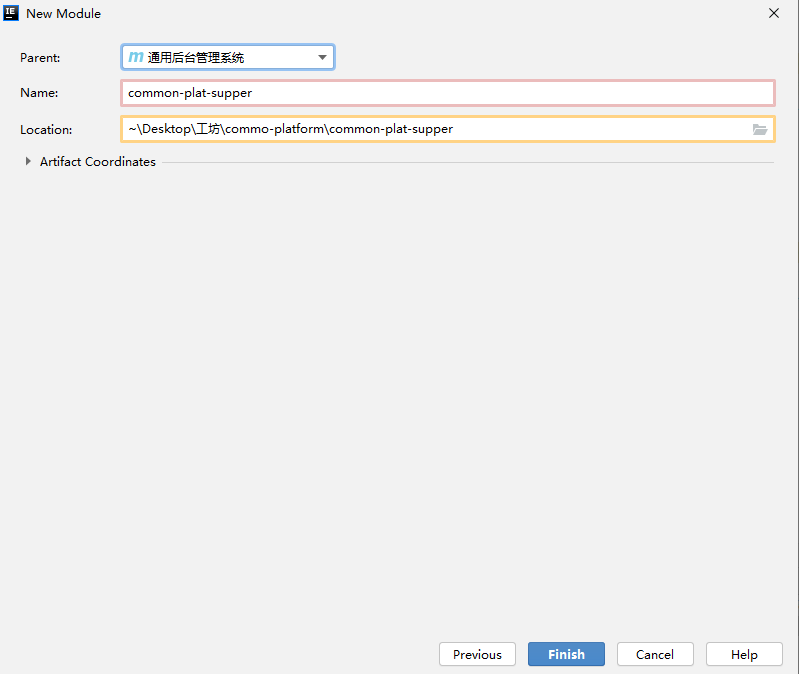 New Module
Parent: m 通用后台管理系统
Name: common-plat-supper
Location: ~\Desktop\工坊\commo-platform\common-plat-supper
Artifact Coordinates
Previous Finish Cancel Help